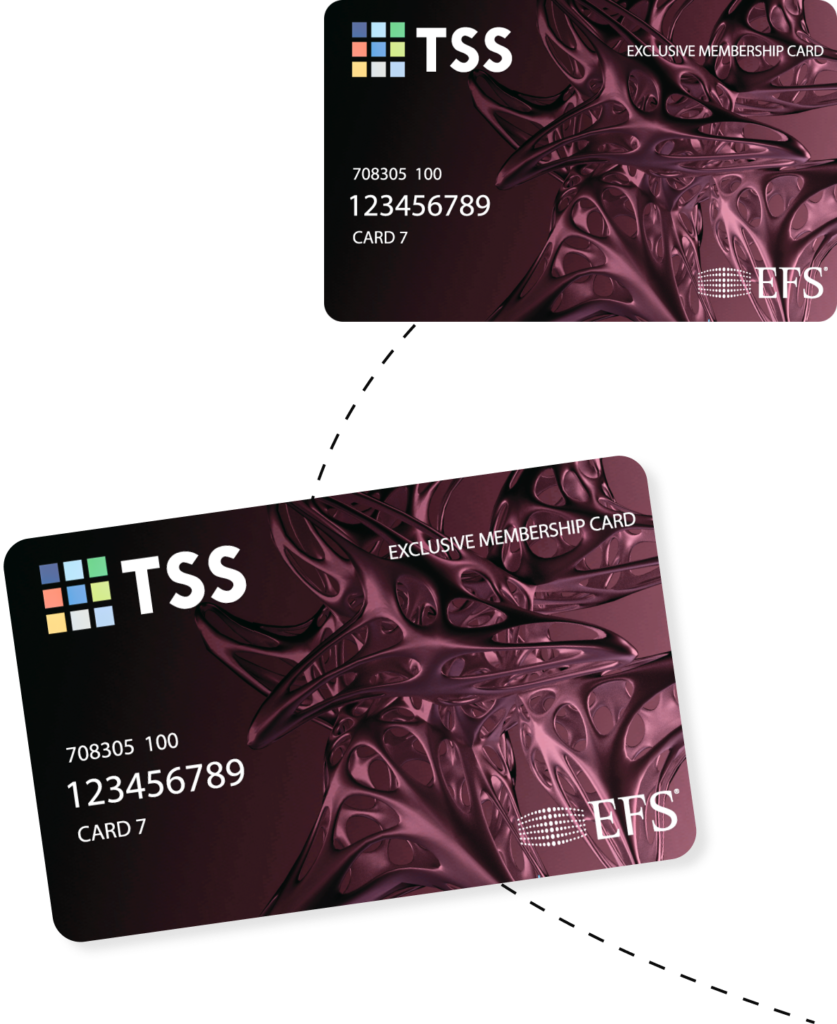 TSS
EXCLUSIVE MEMBERSHIP CARD
708305 100
123456789
CARD 7
EFS®
TSS
EXCLUSIVE MEMBERSHIP CARD
708305 100
123456789
CARD 7
EFS®